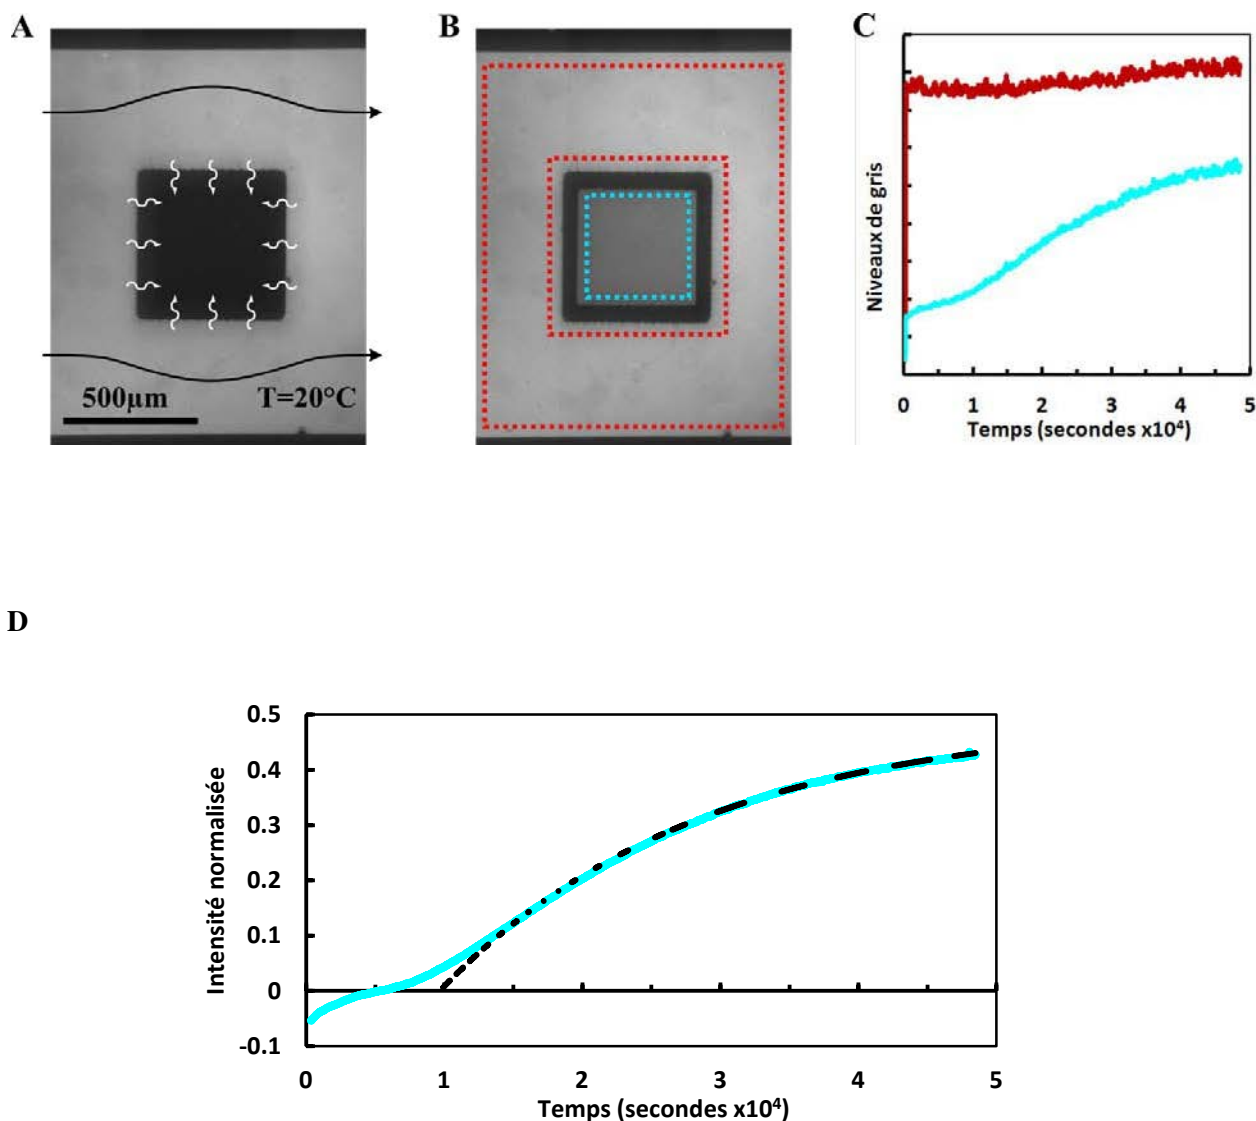 A
B
C
500µm
T=20°C
Niveaux de gris
0 1 2 3 4 5
Temps (secondes x10⁴)
D
Intensité normalisée
0.5
0.4
0.3
0.2
0.1
0
-0.1
0 1 2 3 4 5
Temps (secondes x10⁴)